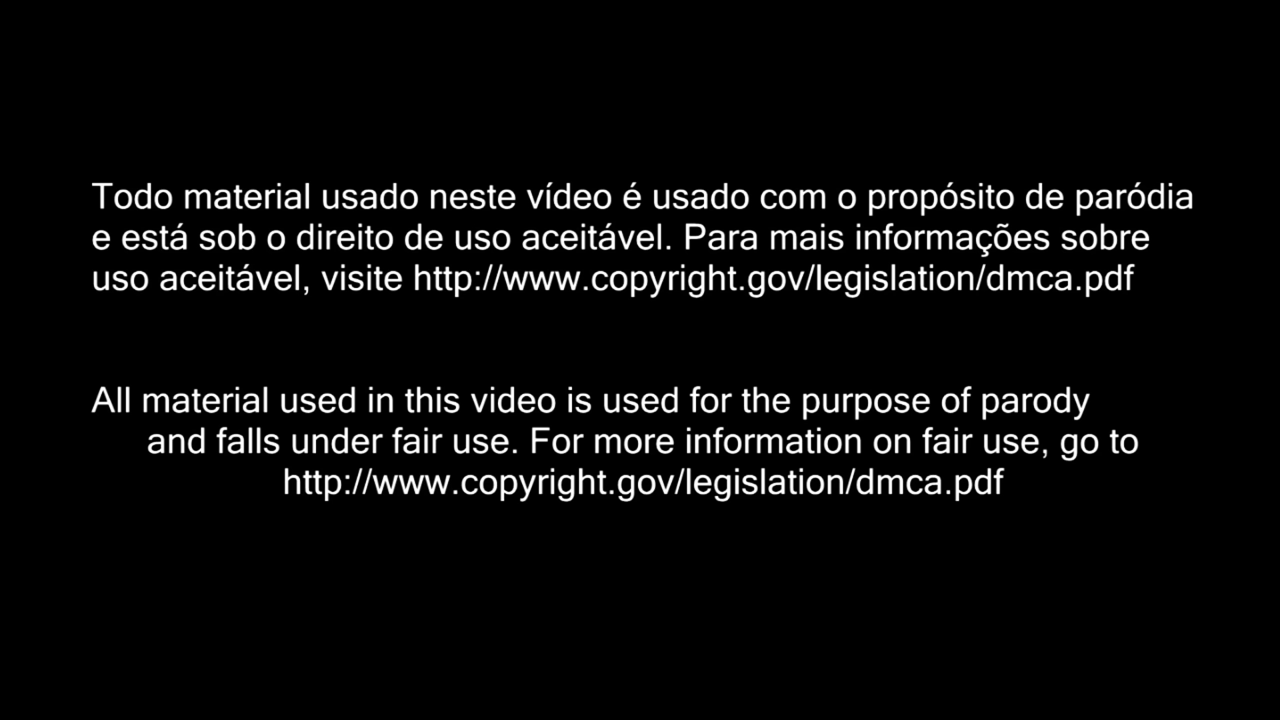 Todo material usado neste vídeo é usado com o propósito de paródia
e está sob o direito de uso aceitável. Para mais informações sobre
uso aceitável, visite http://www.copyright.gov/legislation/dmca.pdf
All material used in this video is used for the purpose of parody
and falls under fair use. For more information on fair use, go to
http://www.copyright.gov/legislation/dmca.pdf